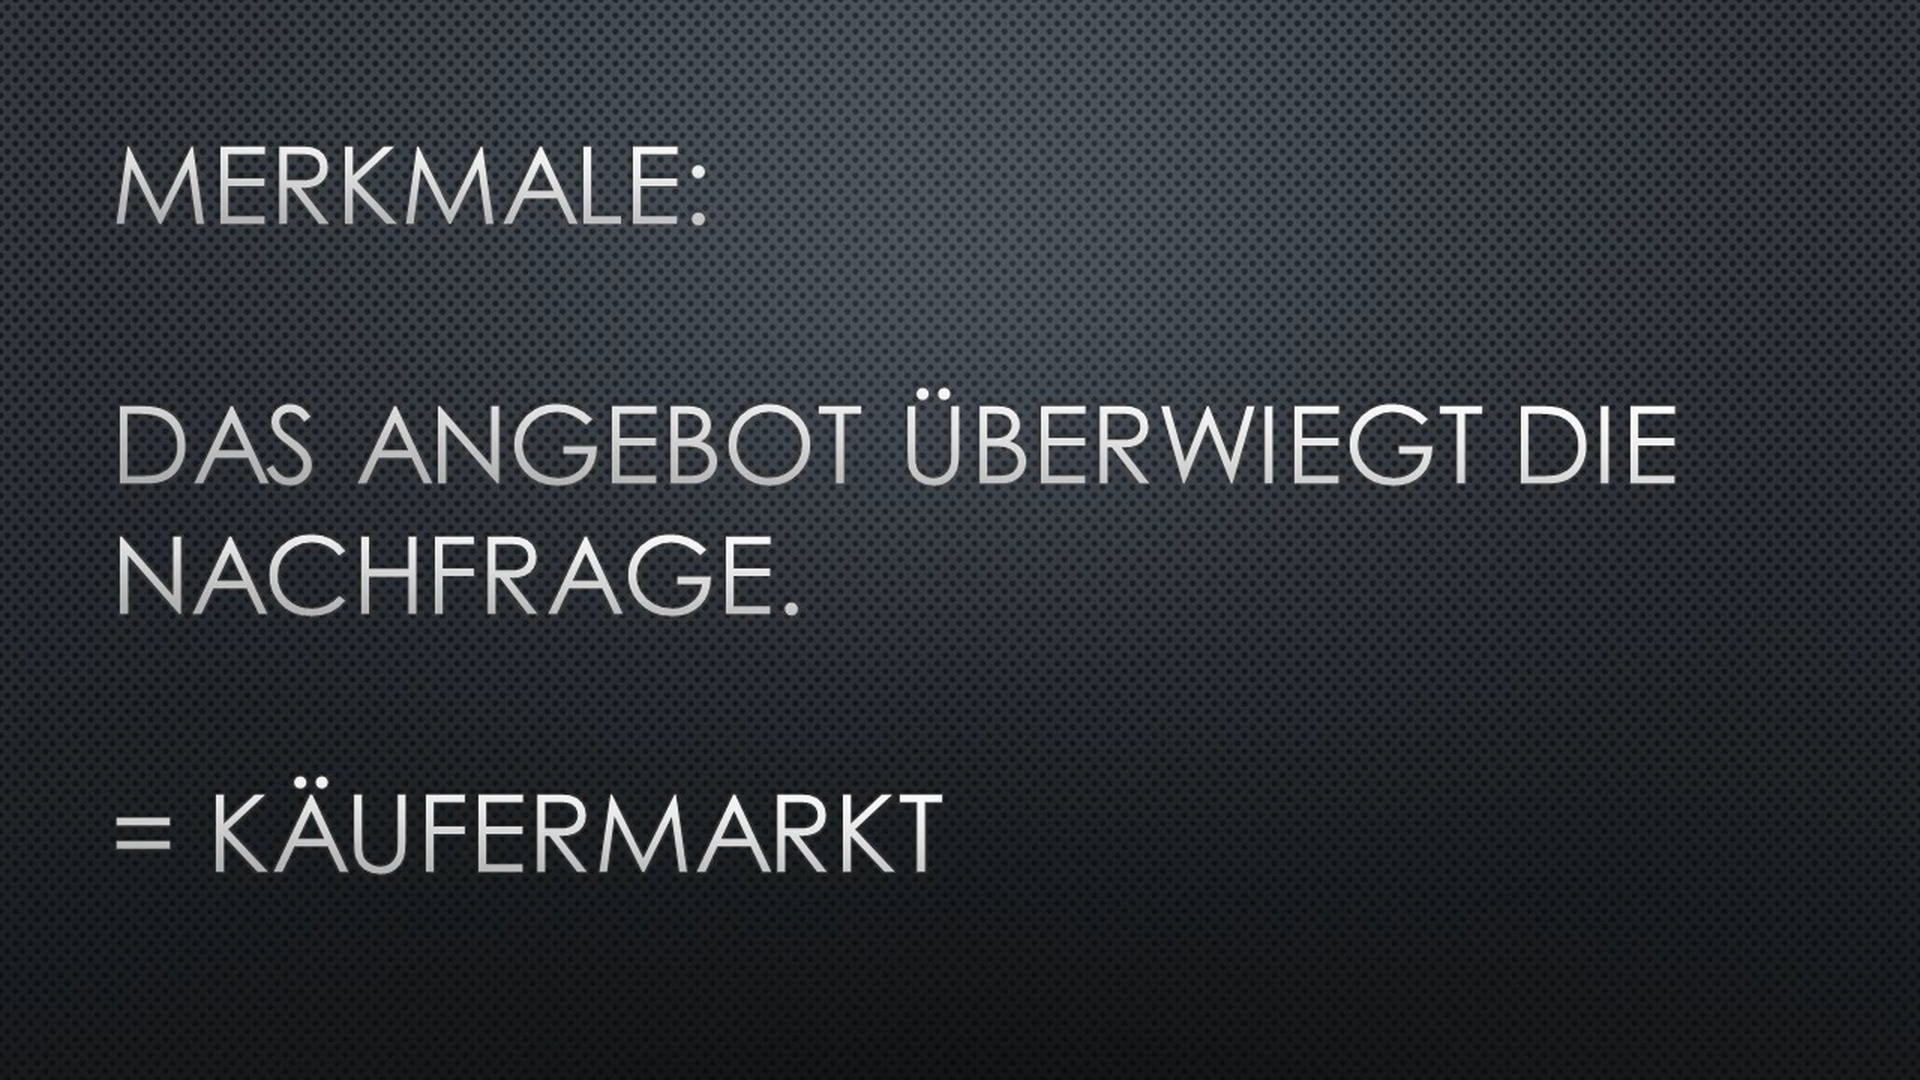 MERKMALE:
DAS ANGEBOT ÜBERWIEGT DIE
NACHFRAGE.
= KÄUFERMARKT